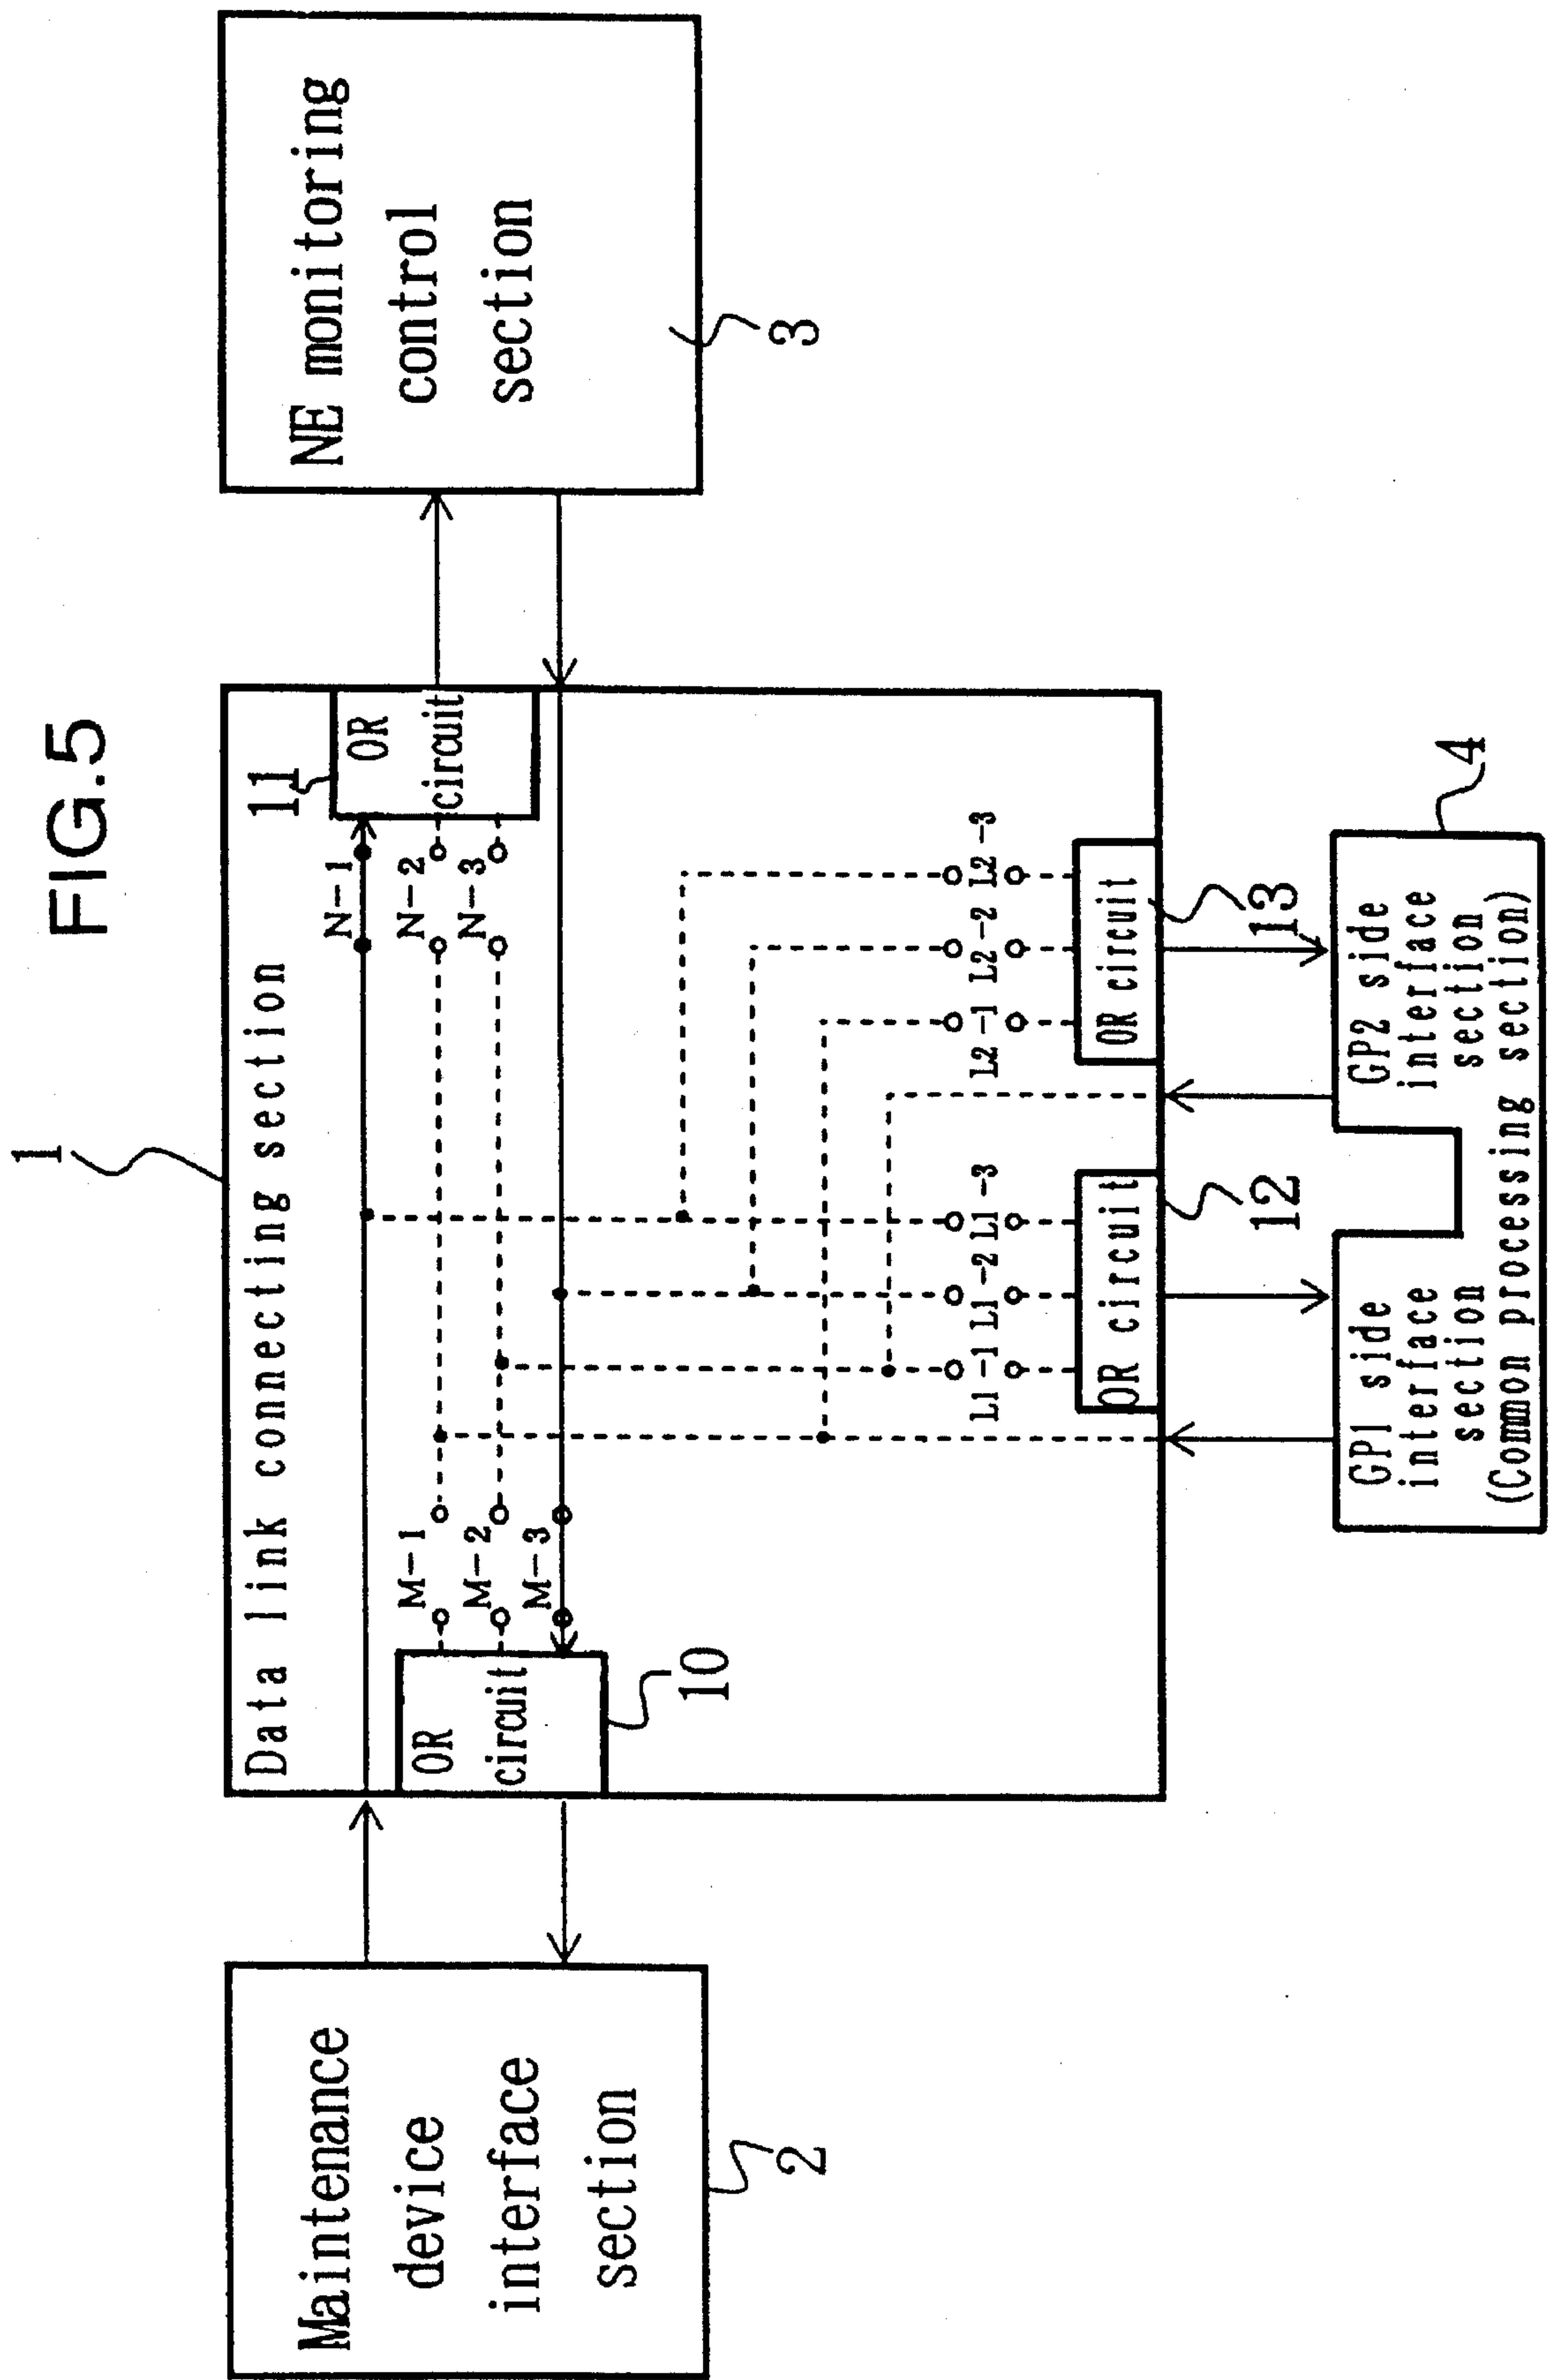 FIG.5
1
Data link connecting section
Maintenance
device
interface
section
2
NE monitoring
control
section
3
OR
circuit
10
OR
circuit
11
M-1
M-2
M-3
N-1
N-2
N-3
L1-1
L1-2
L1-3
L2-1
L2-2
L2-3
OR circuit
12
OR circuit
13
GP1 side
interface
section
GP2 side
interface
section
(Common processing section)
4